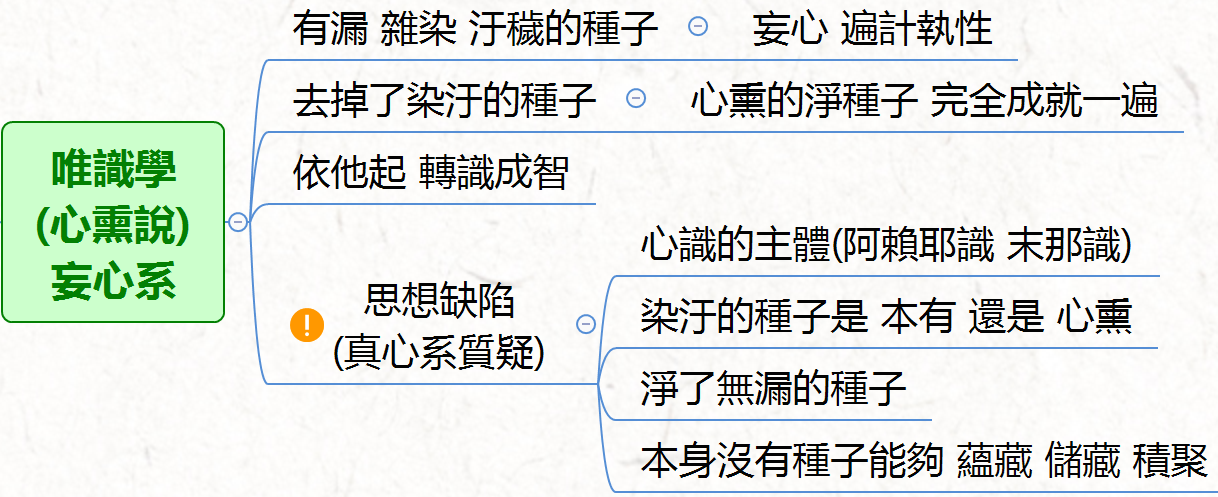 有漏 雜染 汙穢的種子
妄心 遍計執性
去掉了染汙的種子
心熏的淨種子 完全成就一遍
唯識學
(心熏說)
妄心系
依他起 轉識成智
思想缺陷
(真心系質疑)
心識的主體(阿賴耶識 末那識)
染汙的種子是 本有 還是 心熏
淨了無漏的種子
本身沒有種子能夠 蘊藏 儲藏 積聚